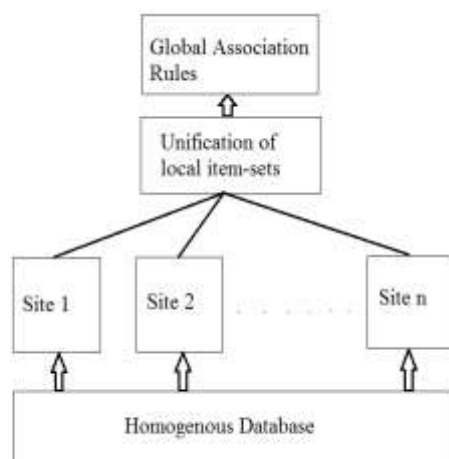 Global Association
Rules
Unification of
local item-sets
Site 1
Site 2
Site n
Homogenous Database